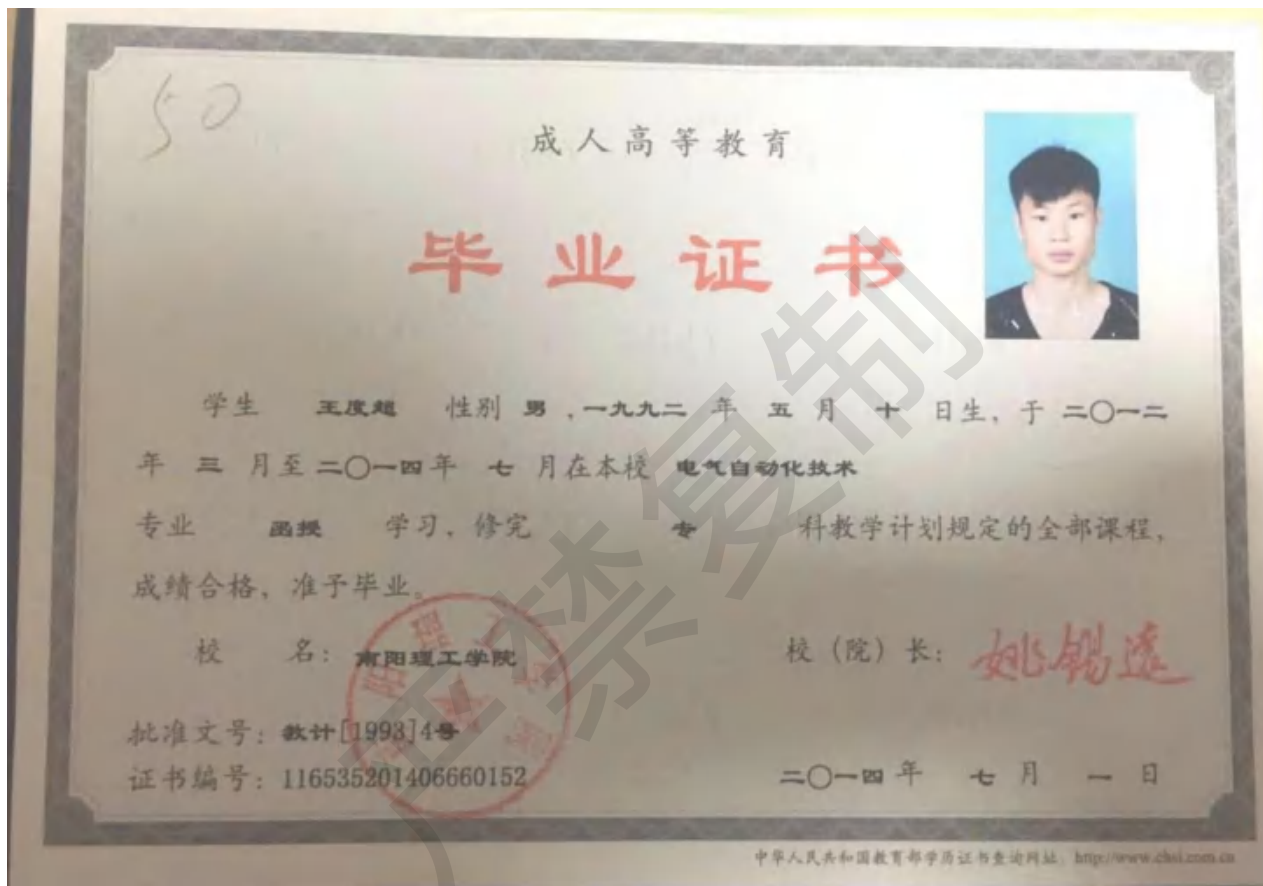 50
成人高等教育
毕业证书
学生 王度超 性别 男 ,一九九二 年 五 月 十 日生, 于 二〇一二
年 三 月至 二〇一四 年 七 月在本校 电气自动化技术
专业 函授 学习, 修完 专 科教学计划规定的全部课程,
成绩合格, 准予毕业。
校 名: 南阳理工学院 校(院)长: 姚锡远
批准文号: 教计[1993]4号
证书编号: 116535201406660152 二〇一四 年 七 月 一 日
中华人民共和国教育部学历证书查询网址: http://www.chsi.com.cn
严禁复制